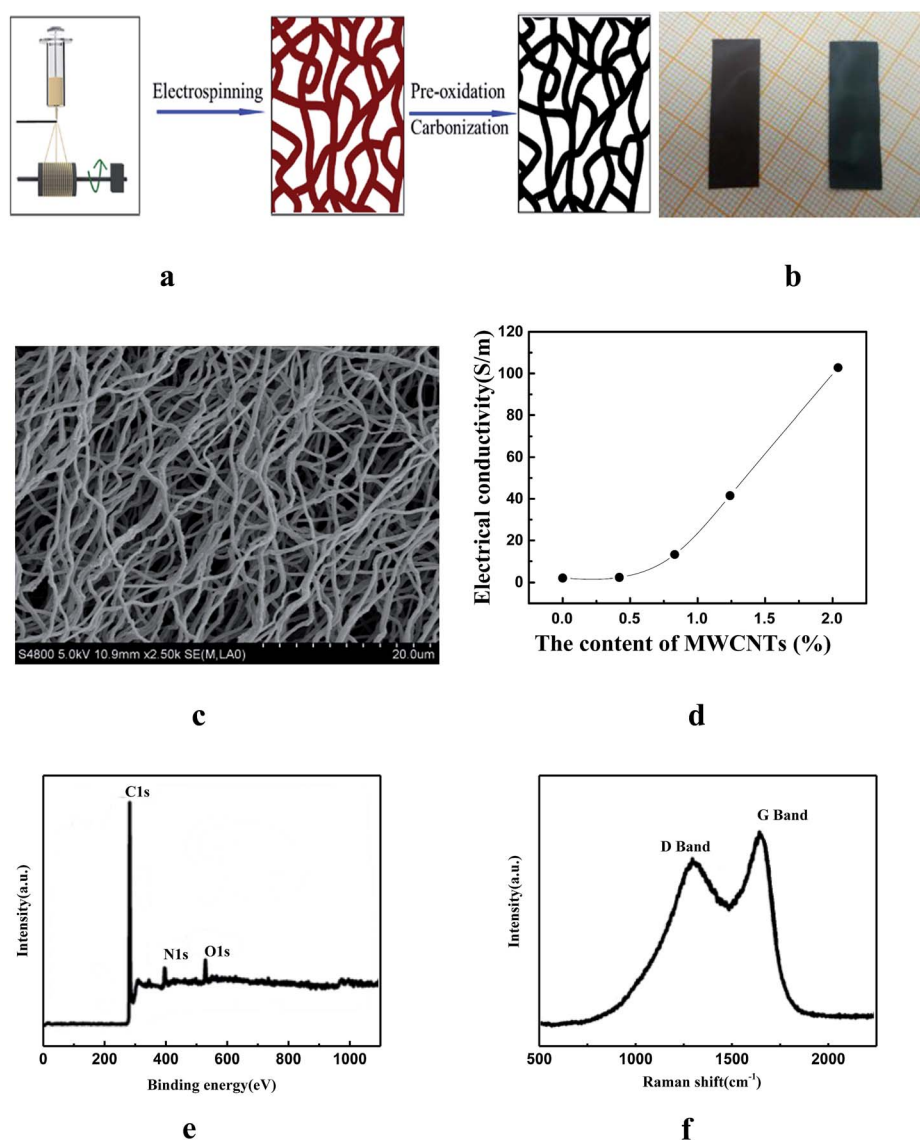 Electrospinning
Pre-oxidation
Carbonization
a
b
S4800 5.0kV 10.9mm x2.50k SE(M,LA0)
20.0um
c
Electrical conductivity(S/m)
120
100
80
60
40
20
0
0.0
0.5
1.0
1.5
2.0
The content of MWCNTs (%)
d
Intensity(a.u.)
C1s
N1s
O1s
0
200
400
600
800
1000
Binding energy(eV)
e
Intensity(a.u.)
D Band
G Band
500
1000
1500
2000
Raman shift(cm⁻¹)
f